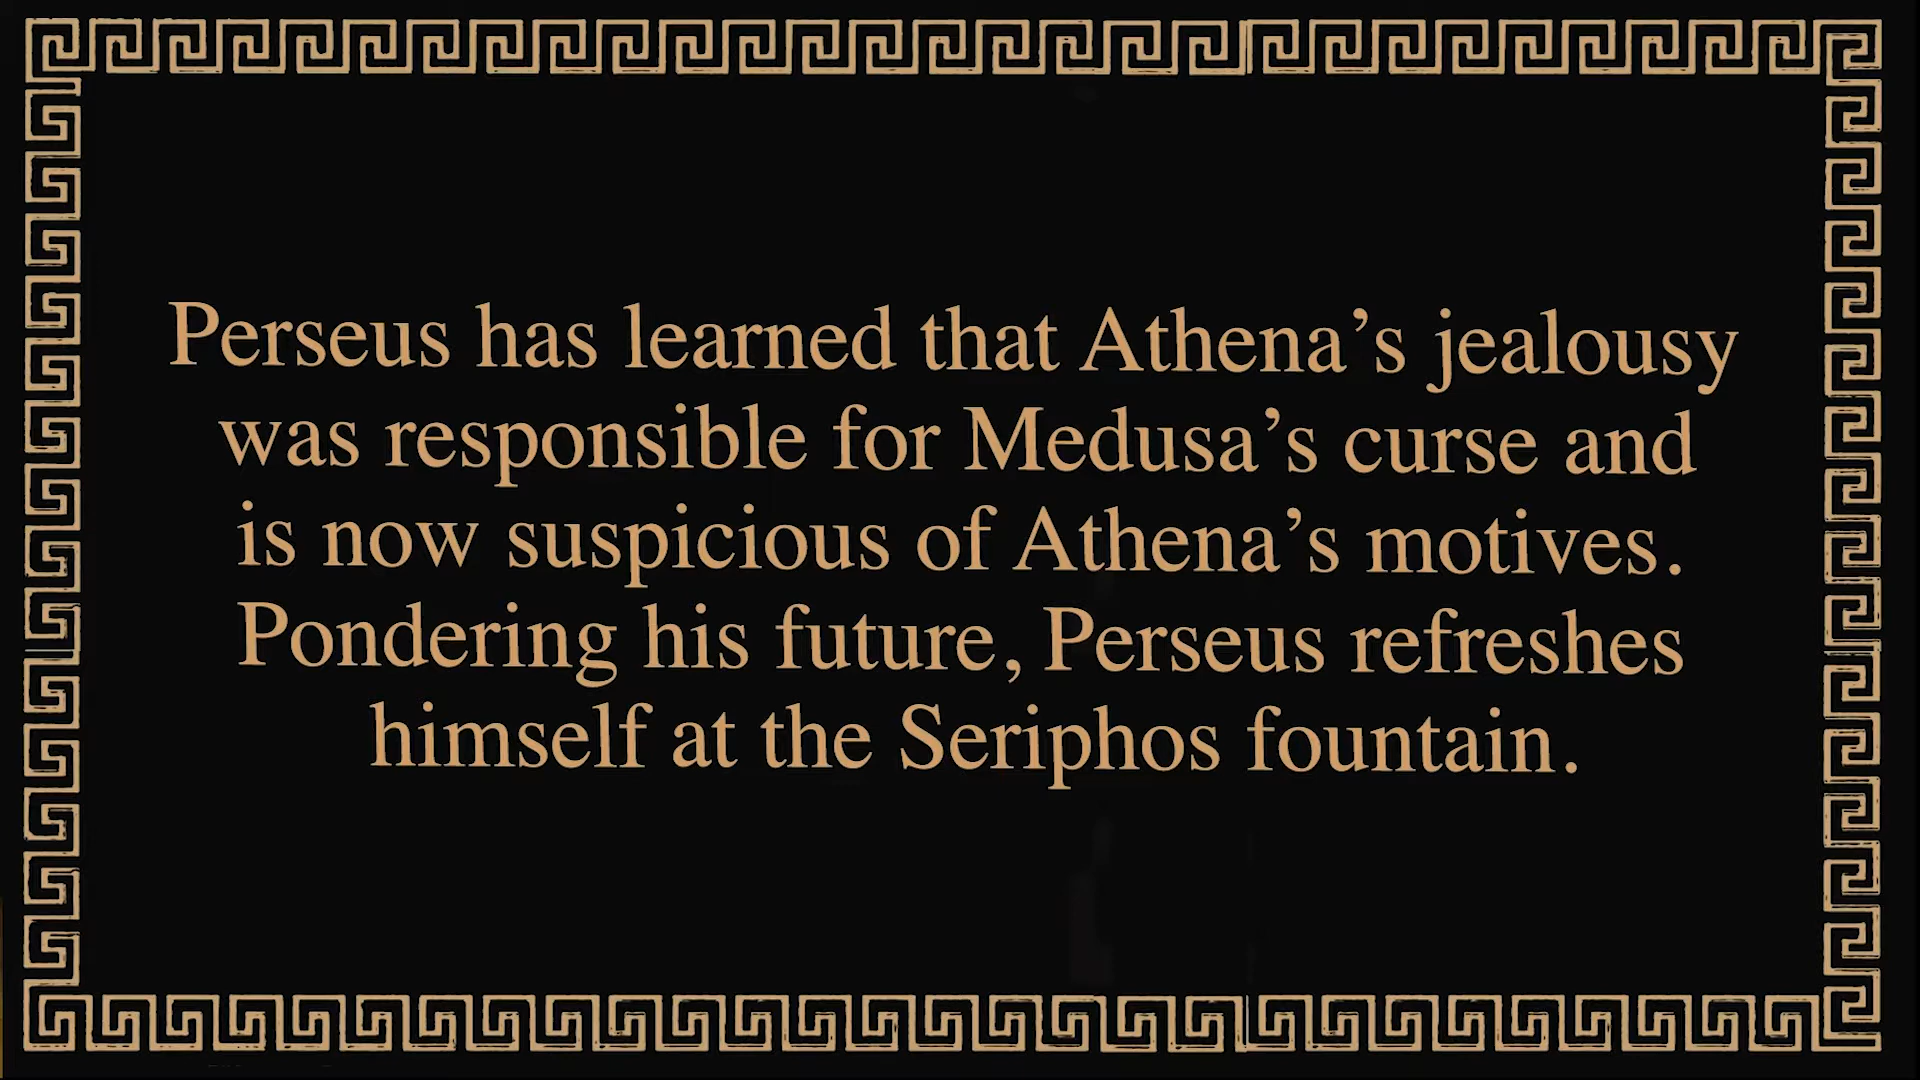 Perseus has learned that Athena’s jealousy
was responsible for Medusa’s curse and
is now suspicious of Athena’s motives.
Pondering his future, Perseus refreshes
himself at the Seriphos fountain.